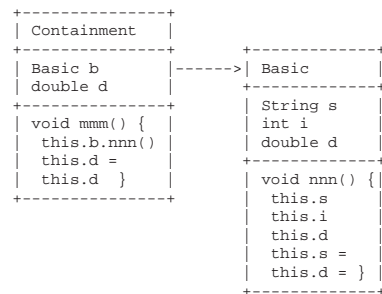 Containment
Basic b
double d
void mmm() {
this.b.nnn()
this.d =
this.d }
Basic
String s
int i
double d
void nnn() {
this.s
this.i
this.d
this.s =
this.d = }